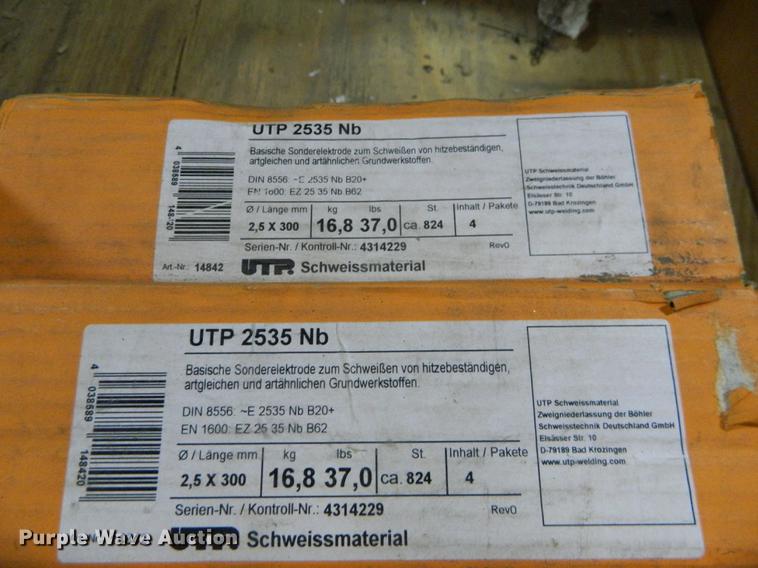 UTP 2535 Nb
Basische Sonderelektrode zum Schweißen von hitzebeständigen,
artgleichen und artähnlichen Grundwerkstoffen.
DIN 8556: ~E 2535 Nb B20+
EN 1600: EZ 25 35 Nb B62
Ø / Länge mm kg lbs St. Inhalt / Pakete
2,5 X 300 16,8 37,0 ca. 824 4
Serien-Nr. / Kontroll-Nr.: 4314229 Rev0
Art.-Nr.: 14842 UTP. Schweissmaterial
4 038589 148420
UTP Schweissmaterial
Zweigniederlassung der Böhler
Schweisstechnik Deutschland GmbH
Elsässer Str. 10
D-79189 Bad Krozingen
www.utp-welding.com
UTP 2535 Nb
Basische Sonderelektrode zum Schweißen von hitzebeständigen,
artgleichen und artähnlichen Grundwerkstoffen.
DIN 8556: ~E 2535 Nb B20+
EN 1600: EZ 25 35 Nb B62
Ø / Länge mm kg lbs St. Inhalt / Pakete
2,5 X 300 16,8 37,0 ca. 824 4
Serien-Nr. / Kontroll-Nr.: 4314229 Rev0
UTP. Schweissmaterial
4 038589 148420
UTP Schweissmaterial
Zweigniederlassung der Böhler
Schweisstechnik Deutschland GmbH
Elsässer Str. 10
D-79189 Bad Krozingen
www.utp-welding.com
Purple Wave Auction